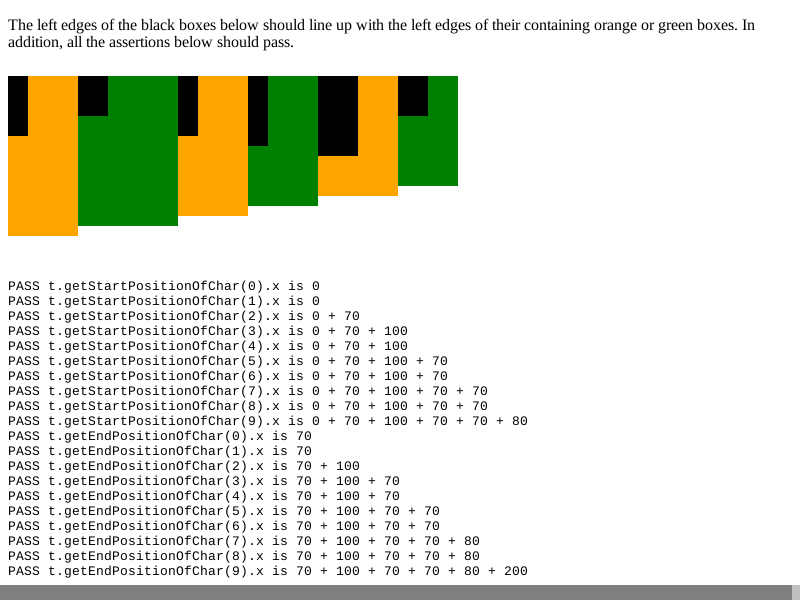 The left edges of the black boxes below should line up with the left edges of their containing orange or green boxes. In
addition, all the assertions below should pass.
PASS t.getStartPositionOfChar(0).x is 0
PASS t.getStartPositionOfChar(1).x is 0
PASS t.getStartPositionOfChar(2).x is 0 + 70
PASS t.getStartPositionOfChar(3).x is 0 + 70 + 100
PASS t.getStartPositionOfChar(4).x is 0 + 70 + 100
PASS t.getStartPositionOfChar(5).x is 0 + 70 + 100 + 70
PASS t.getStartPositionOfChar(6).x is 0 + 70 + 100 + 70
PASS t.getStartPositionOfChar(7).x is 0 + 70 + 100 + 70 + 70
PASS t.getStartPositionOfChar(8).x is 0 + 70 + 100 + 70 + 70
PASS t.getStartPositionOfChar(9).x is 0 + 70 + 100 + 70 + 70 + 80
PASS t.getEndPositionOfChar(0).x is 70
PASS t.getEndPositionOfChar(1).x is 70
PASS t.getEndPositionOfChar(2).x is 70 + 100
PASS t.getEndPositionOfChar(3).x is 70 + 100 + 70
PASS t.getEndPositionOfChar(4).x is 70 + 100 + 70
PASS t.getEndPositionOfChar(5).x is 70 + 100 + 70 + 70
PASS t.getEndPositionOfChar(6).x is 70 + 100 + 70 + 70
PASS t.getEndPositionOfChar(7).x is 70 + 100 + 70 + 70 + 80
PASS t.getEndPositionOfChar(8).x is 70 + 100 + 70 + 70 + 80
PASS t.getEndPositionOfChar(9).x is 70 + 100 + 70 + 70 + 80 + 200